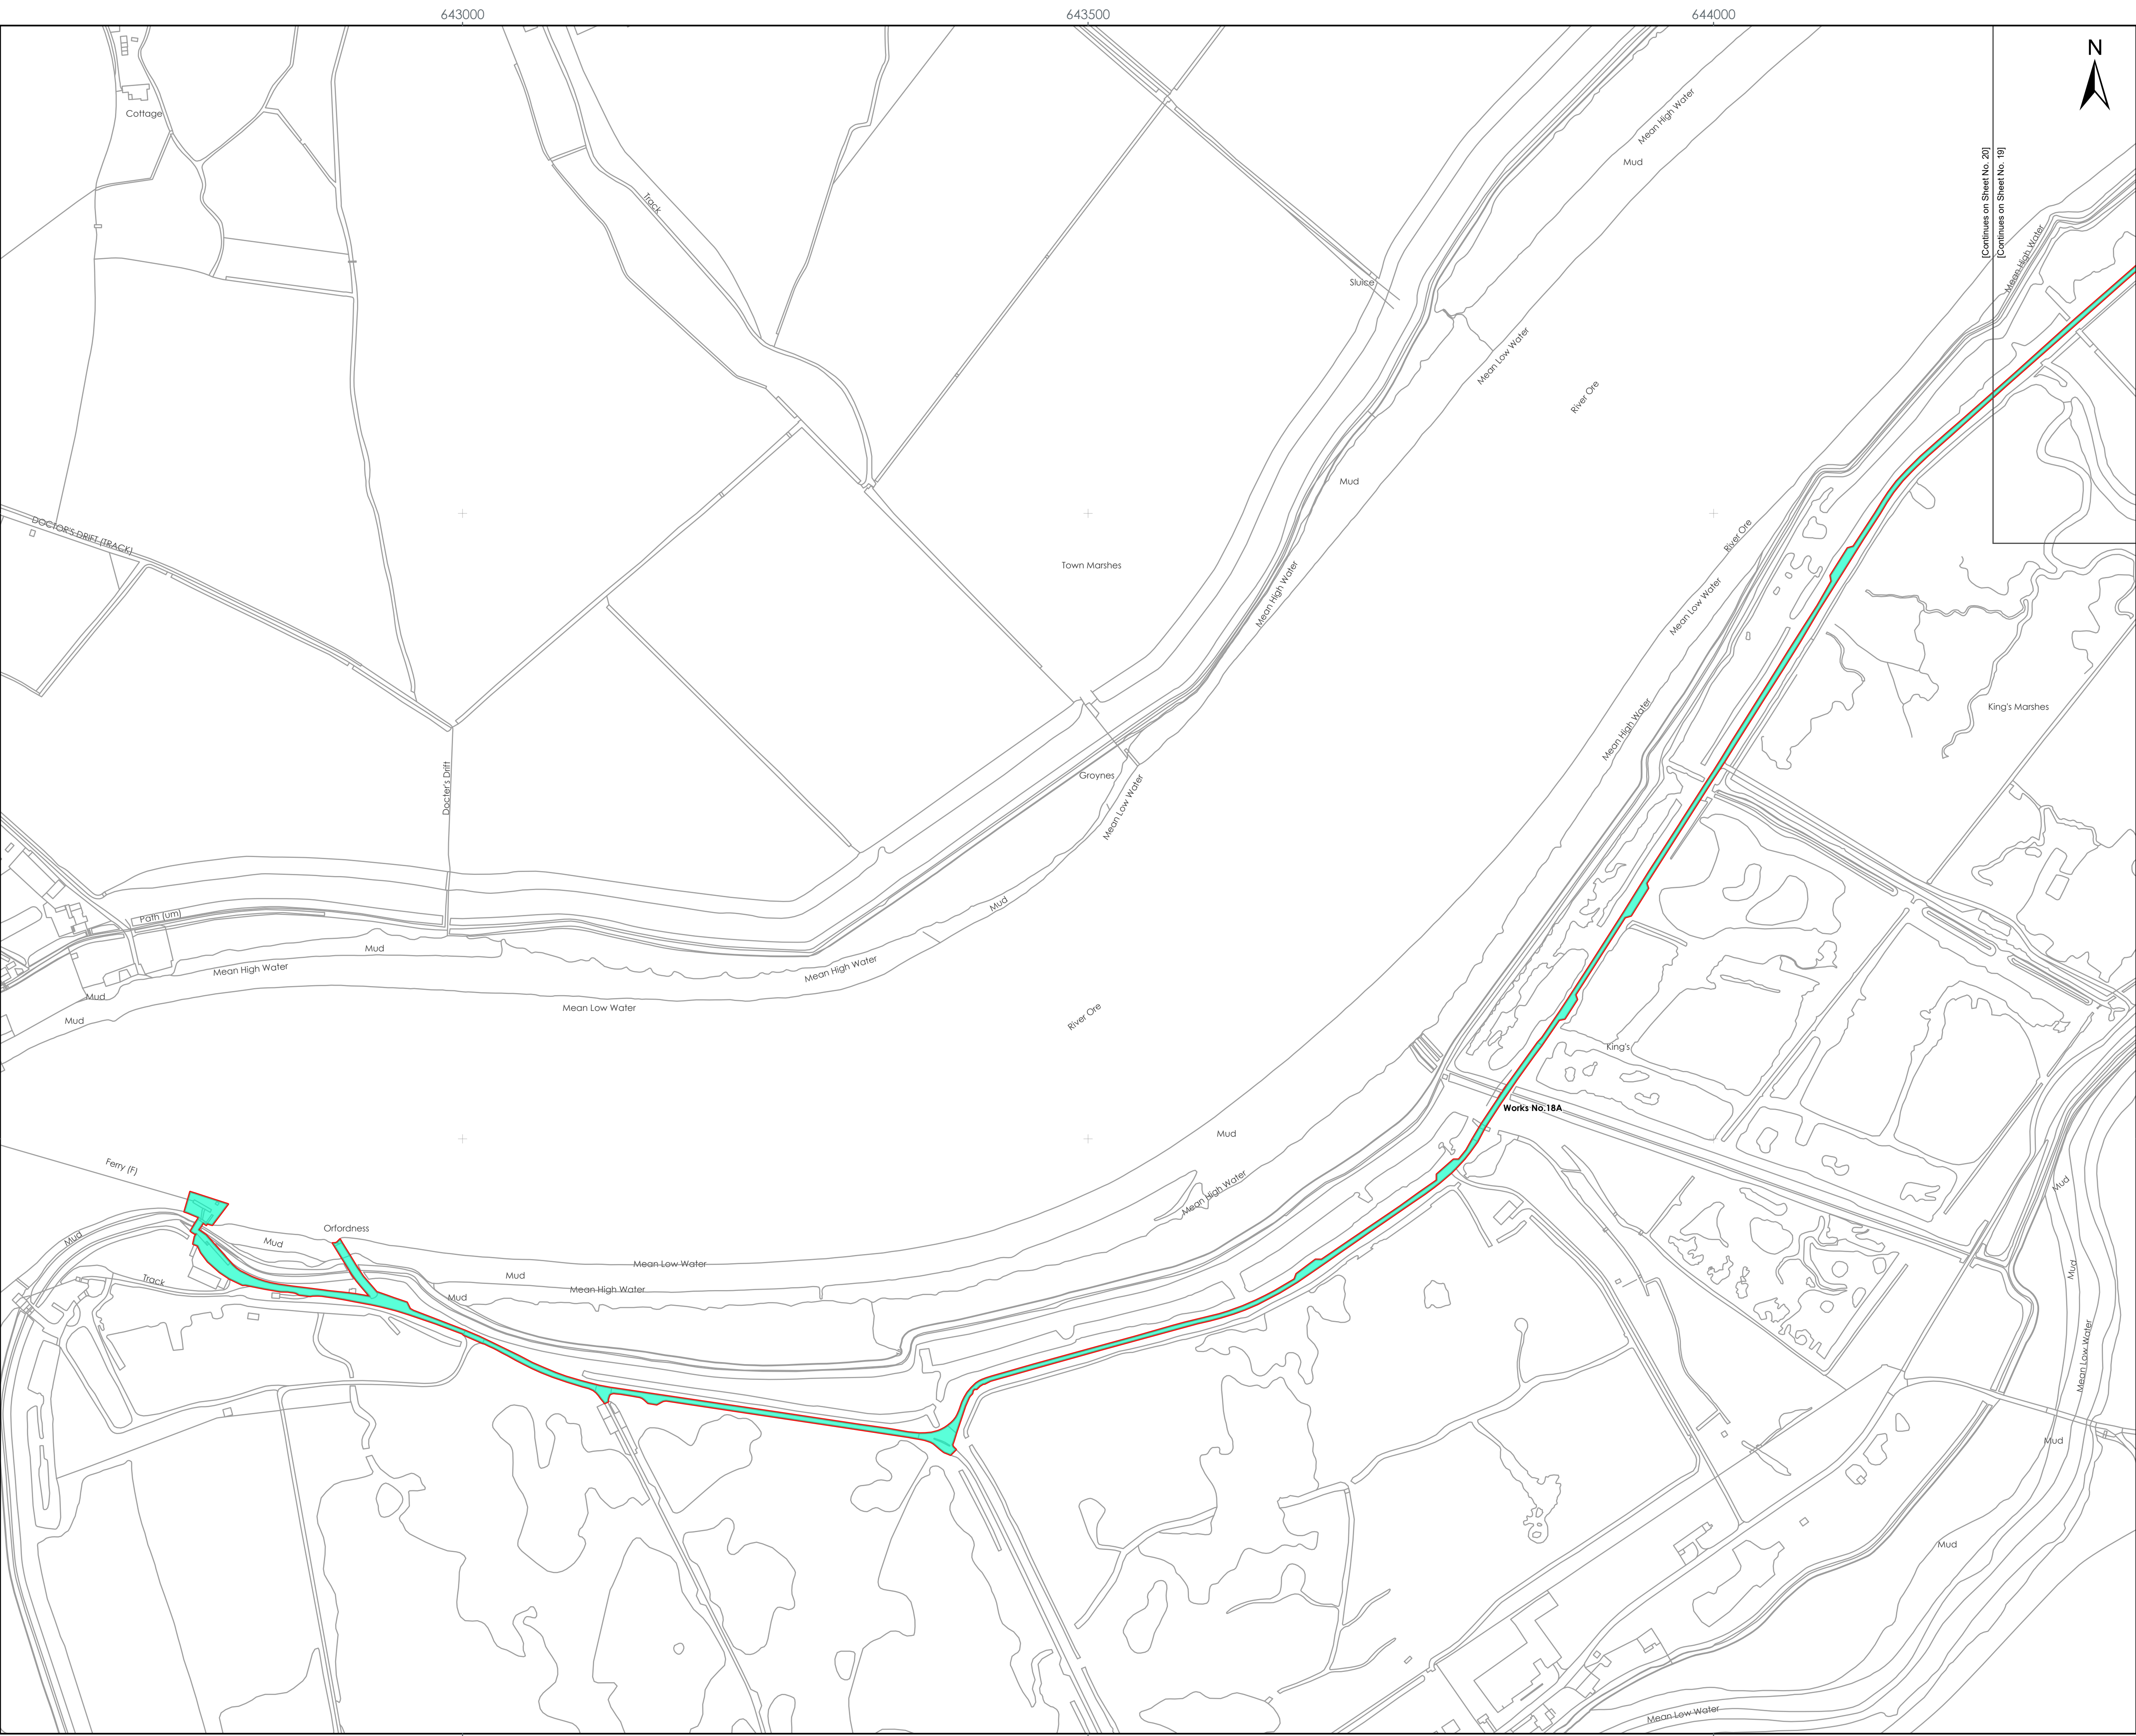 643000
643500
644000
N
Cottage
Mean High Water
Mud
[Continues on Sheet No. 20]
[Continues on Sheet No. 19]
Track
Mean High Water
Sluice
Mean Low Water
River Ore
Mud
DOCTOR'S DRIFT (TRACK)
River Ore
Town Marshes
Mean High Water
Mean Low Water
King's Marshes
Mean High Water
Docter's Drift
Groynes
Mean Low Water
Mud
Path (um)
Mud
Mean High Water
Mean High Water
Mud
Mean Low Water
Mud
River Ore
King's
Works No.18A
Mud
Ferry (F)
Mean High Water
Mud
Orfordness
Mud
Mud
Mean Low Water
Mud
Mud
Track
Mean High Water
Mud
Mean Low Water
Mud
Mud
Mean Low Water